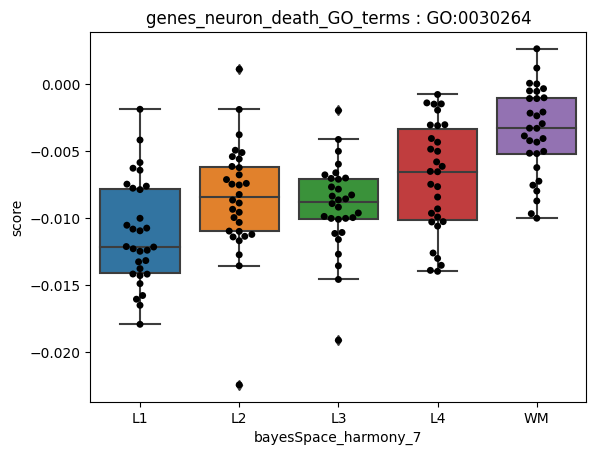 genes_neuron_death_GO_terms : GO:0030264
score
0.000
−0.005
−0.010
−0.015
−0.020
L1 L2 L3 L4 WM
bayesSpace_harmony_7